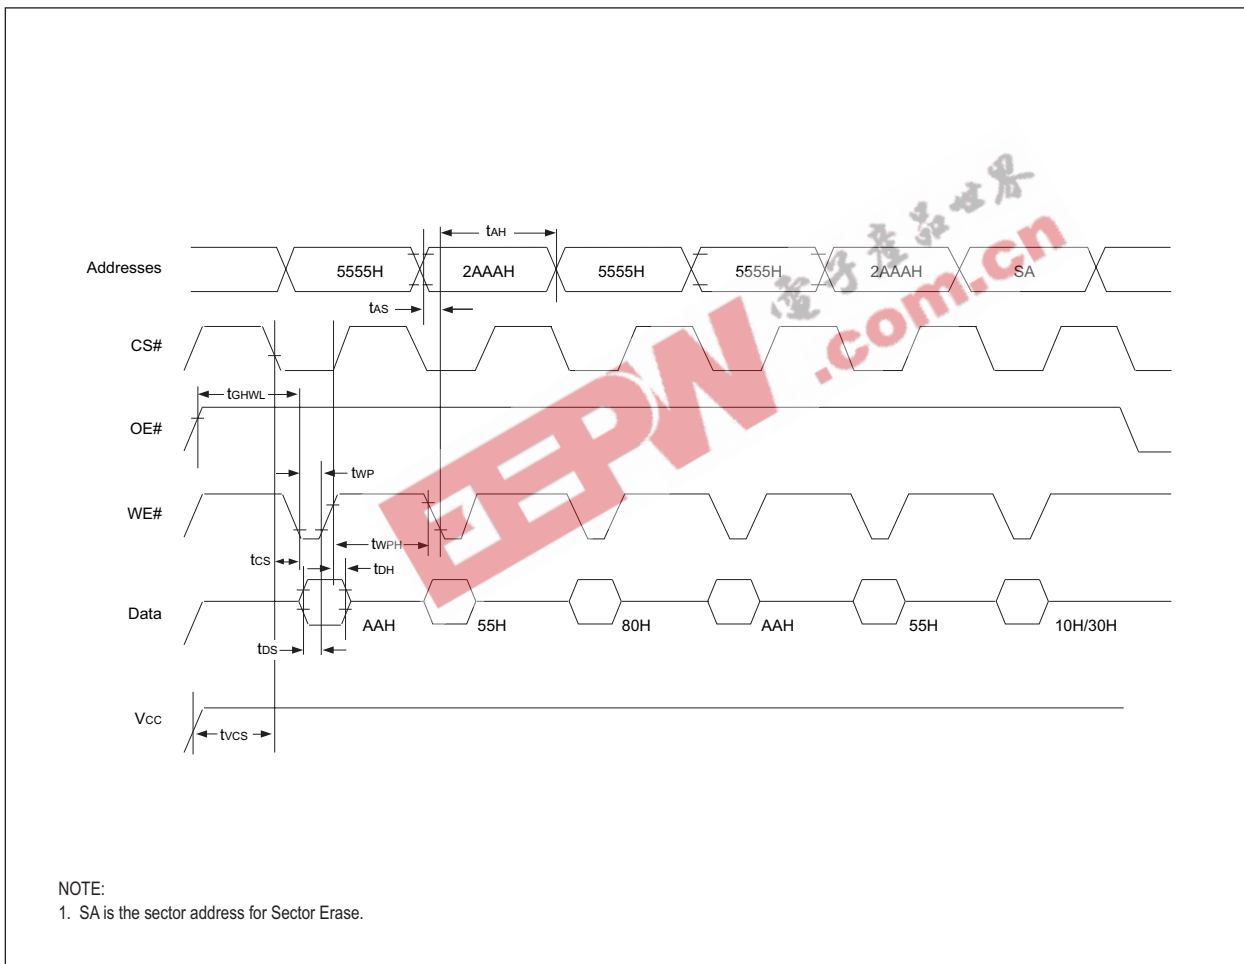 tAH
Addresses 5555H 2AAAH 5555H 5555H 2AAAH SA
tAS
CS#
tGHWL
OE#
tWP
WE#
tWPH
tCS
tDH
Data AAH 55H 80H AAH 55H 10H/30H
tDS
VCC
tVCS
EEPW .com.cn
電子產品世界
NOTE:
1. SA is the sector address for Sector Erase.